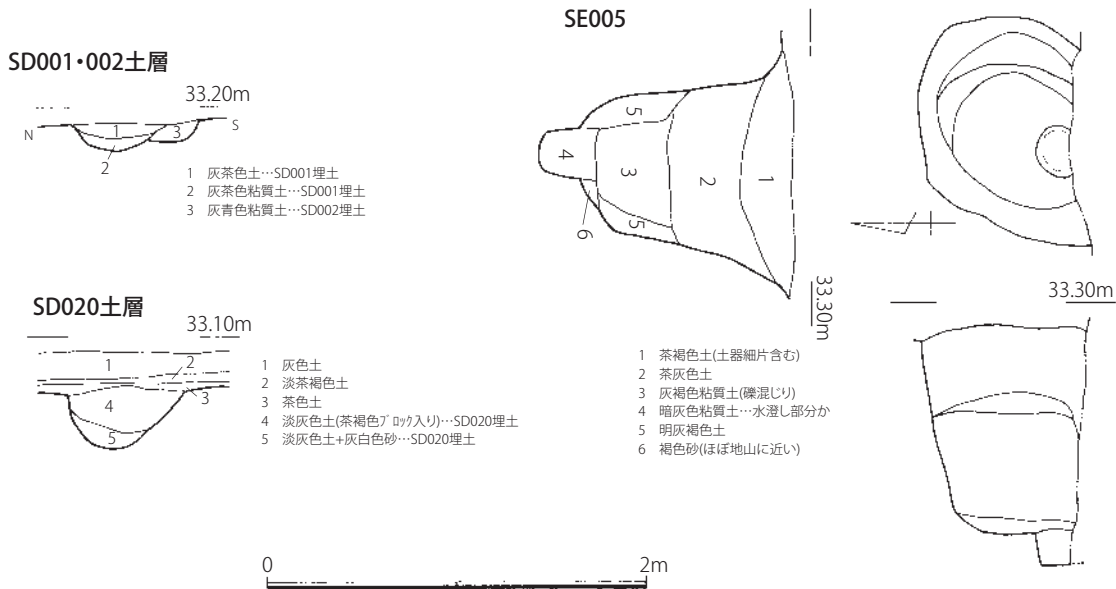 SD001・002土層
33.20m
N
S
1
3
2
1 灰茶色土…SD001埋土
2 灰茶色粘質土…SD001埋土
3 灰青色粘質土…SD002埋土
SD020土層
33.10m
1
2
3
4
5
1 灰色土
2 淡茶褐色土
3 茶色土
4 淡灰色土(茶褐色ブロック入り)…SD020埋土
5 淡灰色土+灰白色砂…SD020埋土
SE005
5
4
3
2
1
5
6
33.30m
33.30m
1 茶褐色土(土器細片含む)
2 茶灰色土
3 灰褐色粘質土(礫混じり)
4 暗灰色粘質土…水澄し部分か
5 明灰褐色土
6 褐色砂(ほぼ地山に近い)
0
2m